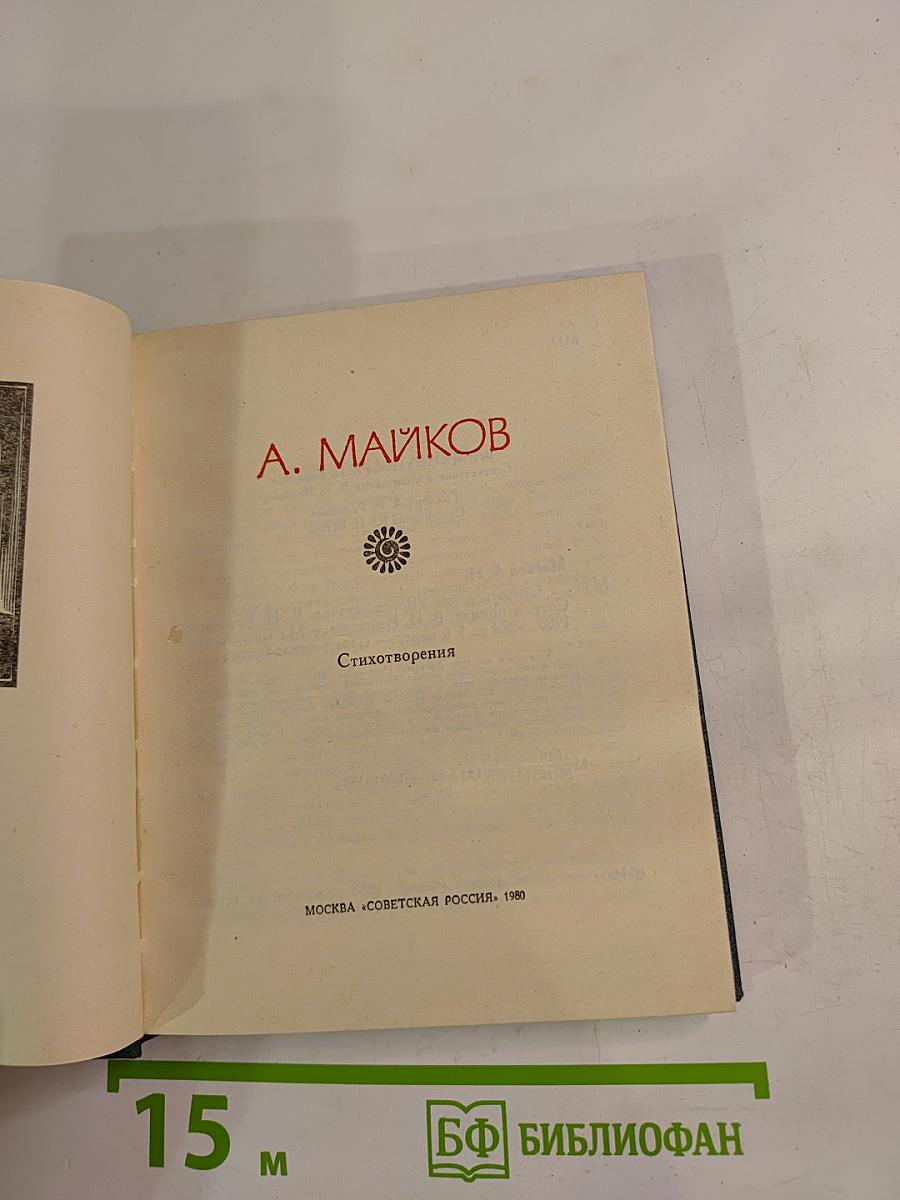 А. МАЙКОВ
Стихотворения
МОСКВА «СОВЕТСКАЯ РОССИЯ» 1980
15 м
БФ БИБЛИОФАН